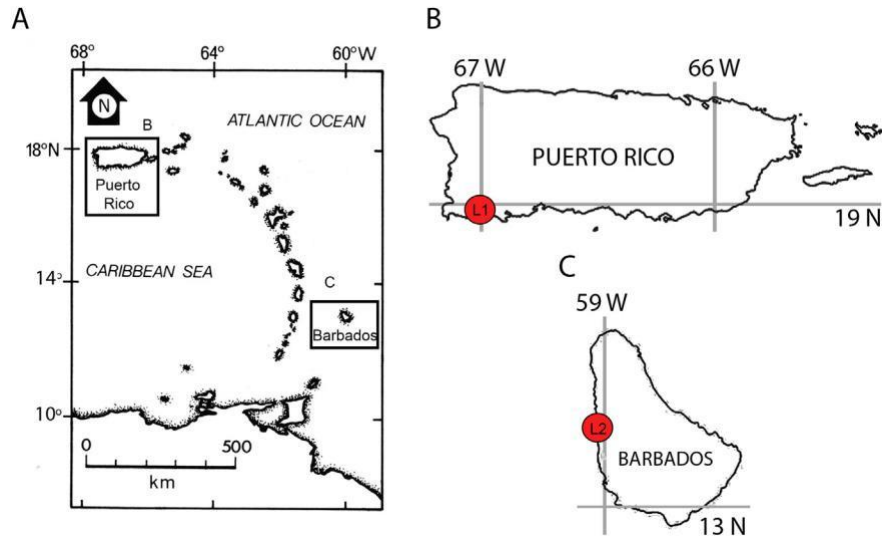 A
68°
64°
60°W
N
B
ATLANTIC OCEAN
18°N
Puerto
Rico
CARIBBEAN SEA
14°
C
Barbados
10°
0
500
km
B
67 W
66 W
PUERTO RICO
L1
19 N
C
59 W
L2
BARBADOS
13 N